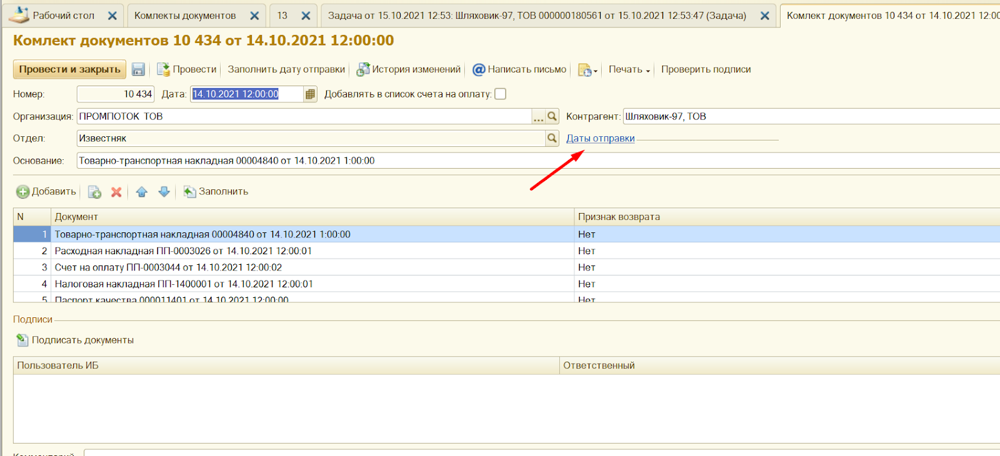 Рабочий стол Комлекты документов 13 Задача от 15.10.2021 12:53: Шляховик-97, ТОВ 000000180561 от 15.10.2021 12:53:47 (Задача) Комлект документов 10 434 от 14.10.2021 12:00
Комлект документов 10 434 от 14.10.2021 12:00:00
Провести и закрыть Провести Заполнить дату отправки История изменений Написать письмо Печать Проверить подписи
Номер: 10 434 Дата: 14.10.2021 12:00:00 Добавлять в список счета на оплату:
Организация: ПРОМПОТОК ТОВ ... Контрагент: Шляховик-97, ТОВ
Отдел: Известняк Даты отправки
Основание: Товарно-транспортная накладная 00004840 от 14.10.2021 1:00:00
Добавить Заполнить
N Документ Признак возврата
1 Товарно-транспортная накладная 00004840 от 14.10.2021 1:00:00 Нет
2 Расходная накладная ПП-0003026 от 14.10.2021 12:00:01 Нет
3 Счет на оплату ПП-0003044 от 14.10.2021 12:00:02 Нет
4 Налоговая накладная ПП-1400001 от 14.10.2021 12:00:01 Нет
5 Паспорт качества 000011401 от 14.10.2021 12:00:00 Нет
Подписи
Подписать документы
Пользователь ИБ Ответственный
Комментарий